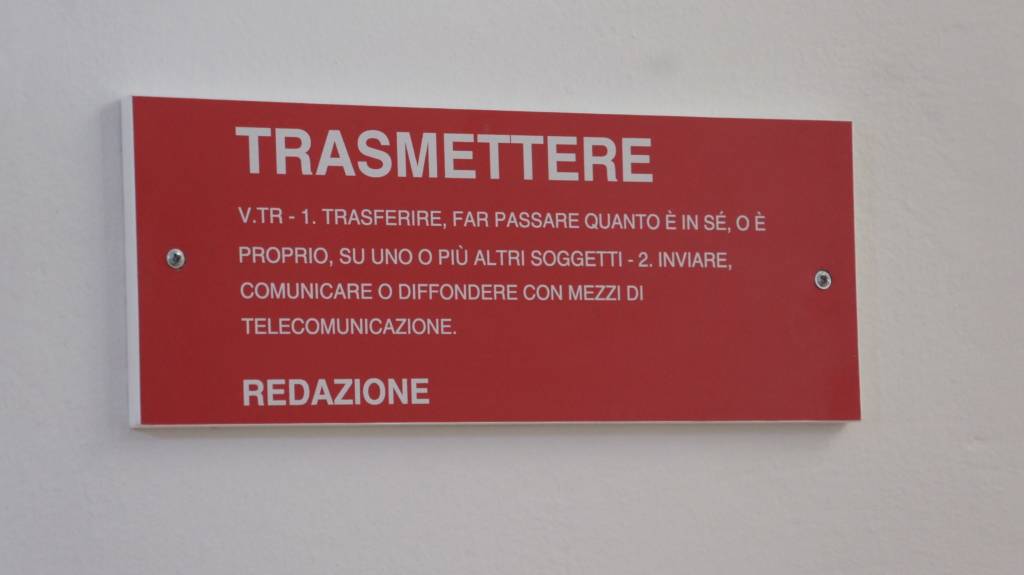 TRASMETTERE
V.TR - 1. TRASFERIRE, FAR PASSARE QUANTO È IN SÉ, O È
PROPRIO, SU UNO O PIÙ ALTRI SOGGETTI - 2. INVIARE,
COMUNICARE O DIFFONDERE CON MEZZI DI
TELECOMUNICAZIONE.
REDAZIONE